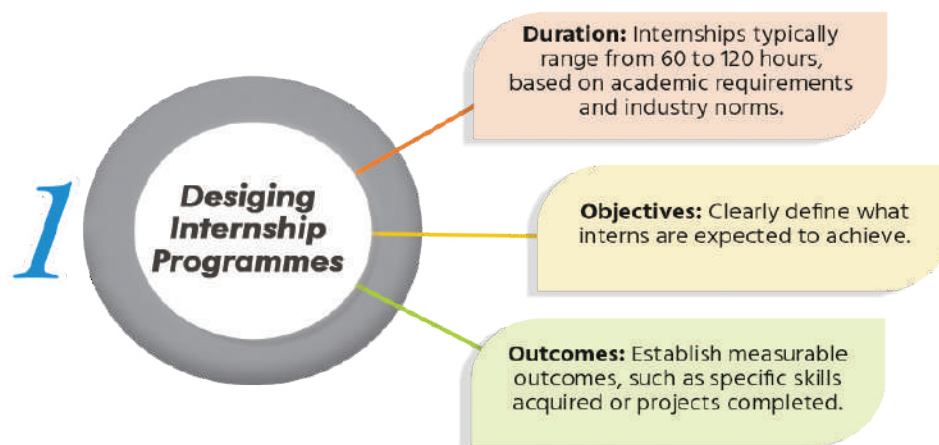 1
Desiging
Internship
Programmes
Duration: Internships typically
range from 60 to 120 hours,
based on academic requirements
and industry norms.
Objectives: Clearly define what
interns are expected to achieve.
Outcomes: Establish measurable
outcomes, such as specific skills
acquired or projects completed.